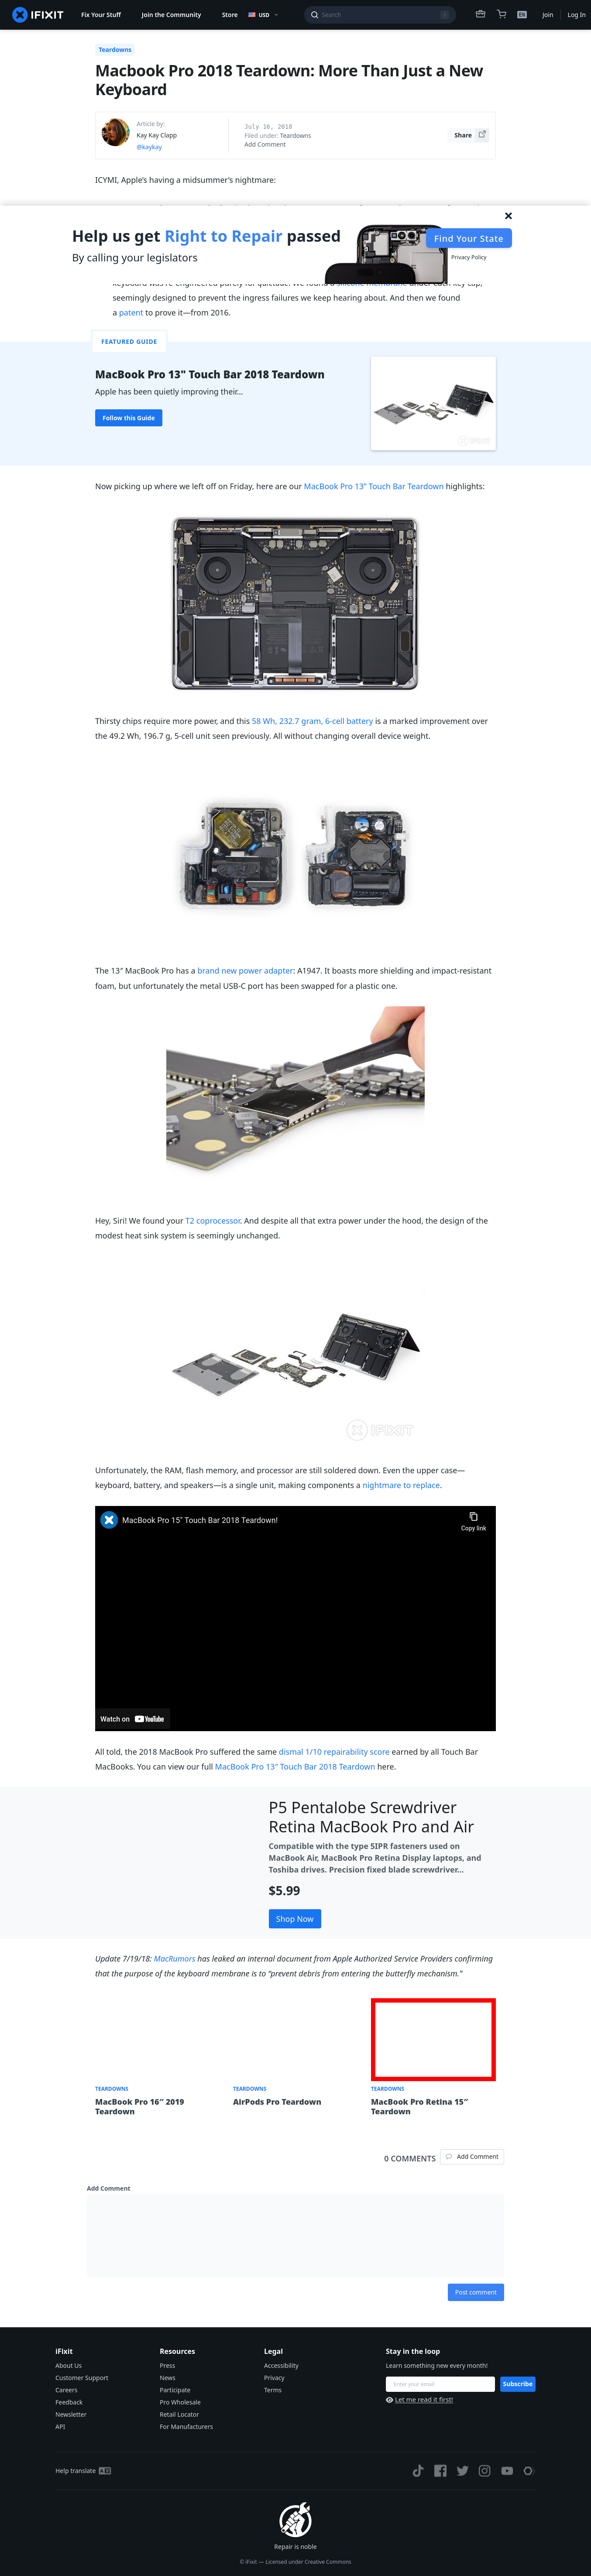 IFIXIT
Fix Your Stuff
Join the Community
Store
USD
Search
/
EN
Join
Log In
Teardowns
Macbook Pro 2018 Teardown: More Than Just a New
Keyboard
Article by:
Kay Kay Clapp
@kaykay
July 16, 2018
Filed under: Teardowns
Add Comment
Share
ICYMI, Apple’s having a midsummer’s nightmare:
Help us get Right to Repair passed
By calling your legislators
Find Your State
Privacy Policy
seemingly designed to prevent the ingress failures we keep hearing about. And then we found
a patent to prove it—from 2016.
FEATURED GUIDE
MacBook Pro 13" Touch Bar 2018 Teardown
Apple has been quietly improving their...
Follow this Guide
IFIXIT
Now picking up where we left off on Friday, here are our MacBook Pro 13” Touch Bar Teardown highlights:
Thirsty chips require more power, and this 58 Wh, 232.7 gram, 6-cell battery is a marked improvement over
the 49.2 Wh, 196.7 g, 5-cell unit seen previously. All without changing overall device weight.
The 13″ MacBook Pro has a brand new power adapter: A1947. It boasts more shielding and impact-resistant
foam, but unfortunately the metal USB-C port has been swapped for a plastic one.
Hey, Siri! We found your T2 coprocessor. And despite all that extra power under the hood, the design of the
modest heat sink system is seemingly unchanged.
IFIXIT
Unfortunately, the RAM, flash memory, and processor are still soldered down. Even the upper case—
keyboard, battery, and speakers—is a single unit, making components a nightmare to replace.
MacBook Pro 15" Touch Bar 2018 Teardown!
Copy link
Watch on YouTube
All told, the 2018 MacBook Pro suffered the same dismal 1/10 repairability score earned by all Touch Bar
MacBooks. You can view our full MacBook Pro 13″ Touch Bar 2018 Teardown here.
P5 Pentalobe Screwdriver
Retina MacBook Pro and Air
Compatible with the type 5IPR fasteners used on
MacBook Air, MacBook Pro Retina Display laptops, and
Toshiba drives. Precision fixed blade screwdriver...
$5.99
Shop Now
Update 7/19/18: MacRumors has leaked an internal document from Apple Authorized Service Providers confirming
that the purpose of the keyboard membrane is to “prevent debris from entering the butterfly mechanism.”
TEARDOWNS
MacBook Pro 16″ 2019
Teardown
TEARDOWNS
AirPods Pro Teardown
TEARDOWNS
MacBook Pro Retina 15″
Teardown
0 COMMENTS
Add Comment
Add Comment
Post comment
iFixit
About Us
Customer Support
Careers
Feedback
Newsletter
API
Resources
Press
News
Participate
Pro Wholesale
Retail Locator
For Manufacturers
Legal
Accessibility
Privacy
Terms
Stay in the loop
Learn something new every month!
Enter your email
Subscribe
Let me read it first!
Help translate
Repair is noble
© iFixit — Licensed under Creative Commons